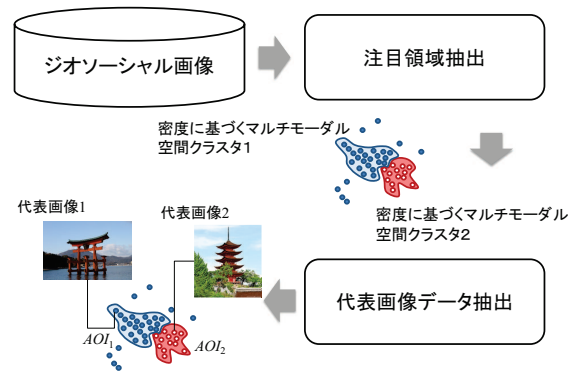 ジオソーシャル画像
注目領域抽出
密度に基づくマルチモーダル
空間クラスタ1
密度に基づくマルチモーダル
空間クラスタ2
代表画像1
代表画像2
AOI1
AOI2
代表画像データ抽出